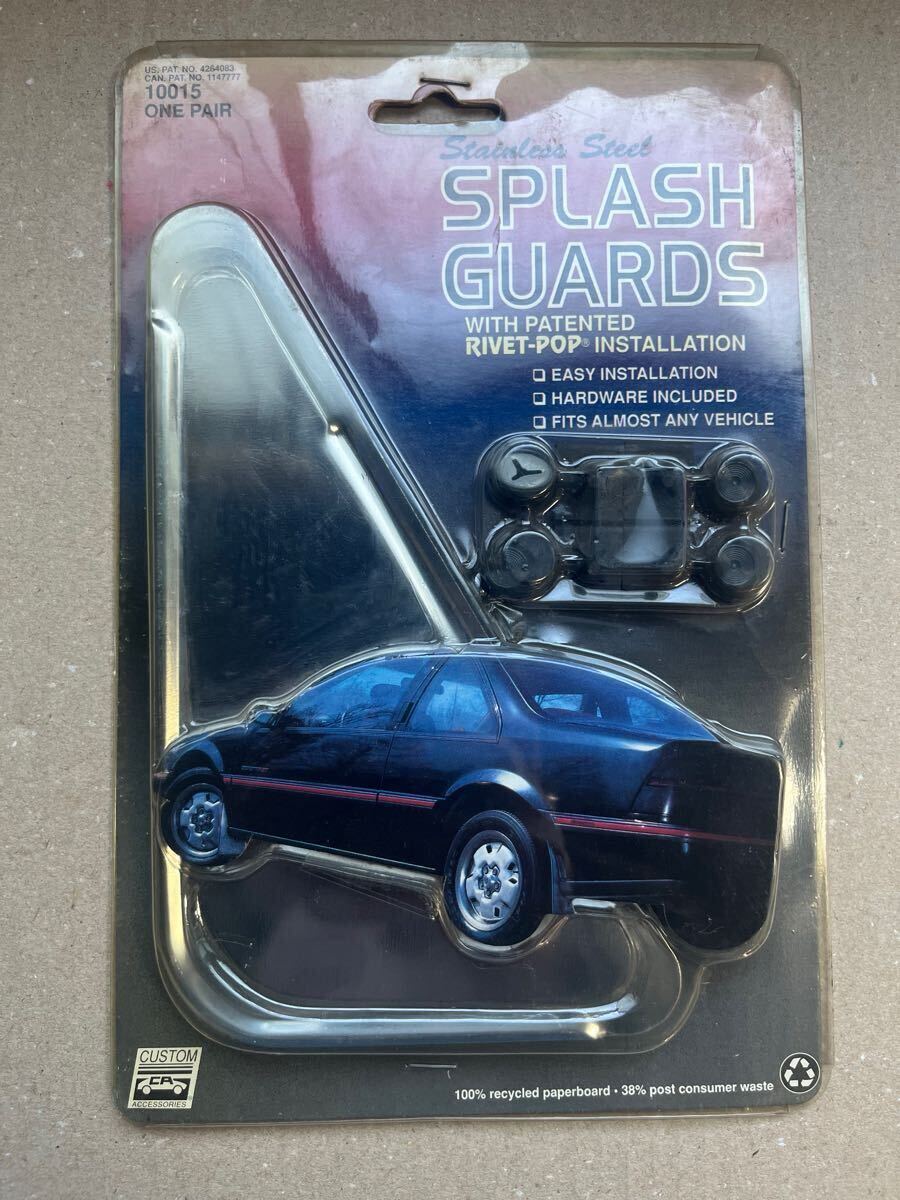 US. PAT. NO. 4264083
CAN. PAT. NO. 1147777
10015
ONE PAIR
Stainless Steel
SPLASH
GUARDS
WITH PATENTED
RIVET-POP® INSTALLATION
❑ EASY INSTALLATION
❑ HARDWARE INCLUDED
❑ FITS ALMOST ANY VEHICLE
CUSTOM
CA
ACCESSORIES
100% recycled paperboard • 38% post consumer waste